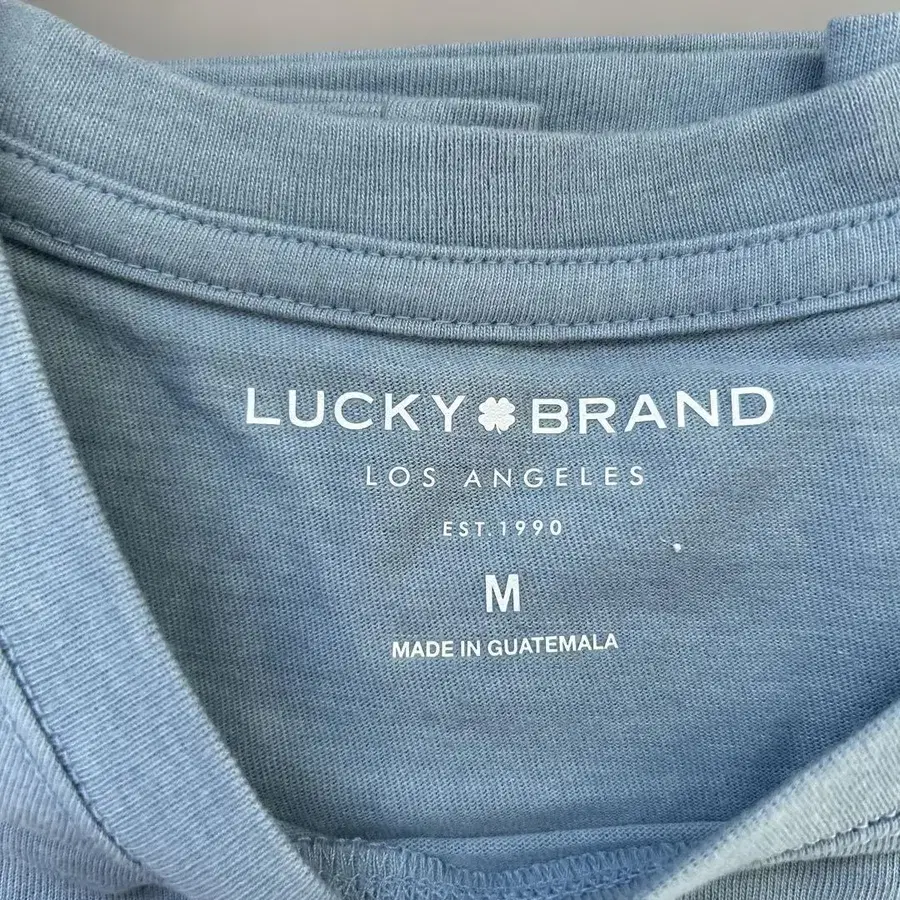 LUCKY BRAND
LOS ANGELES
EST. 1990
M
MADE IN GUATEMALA